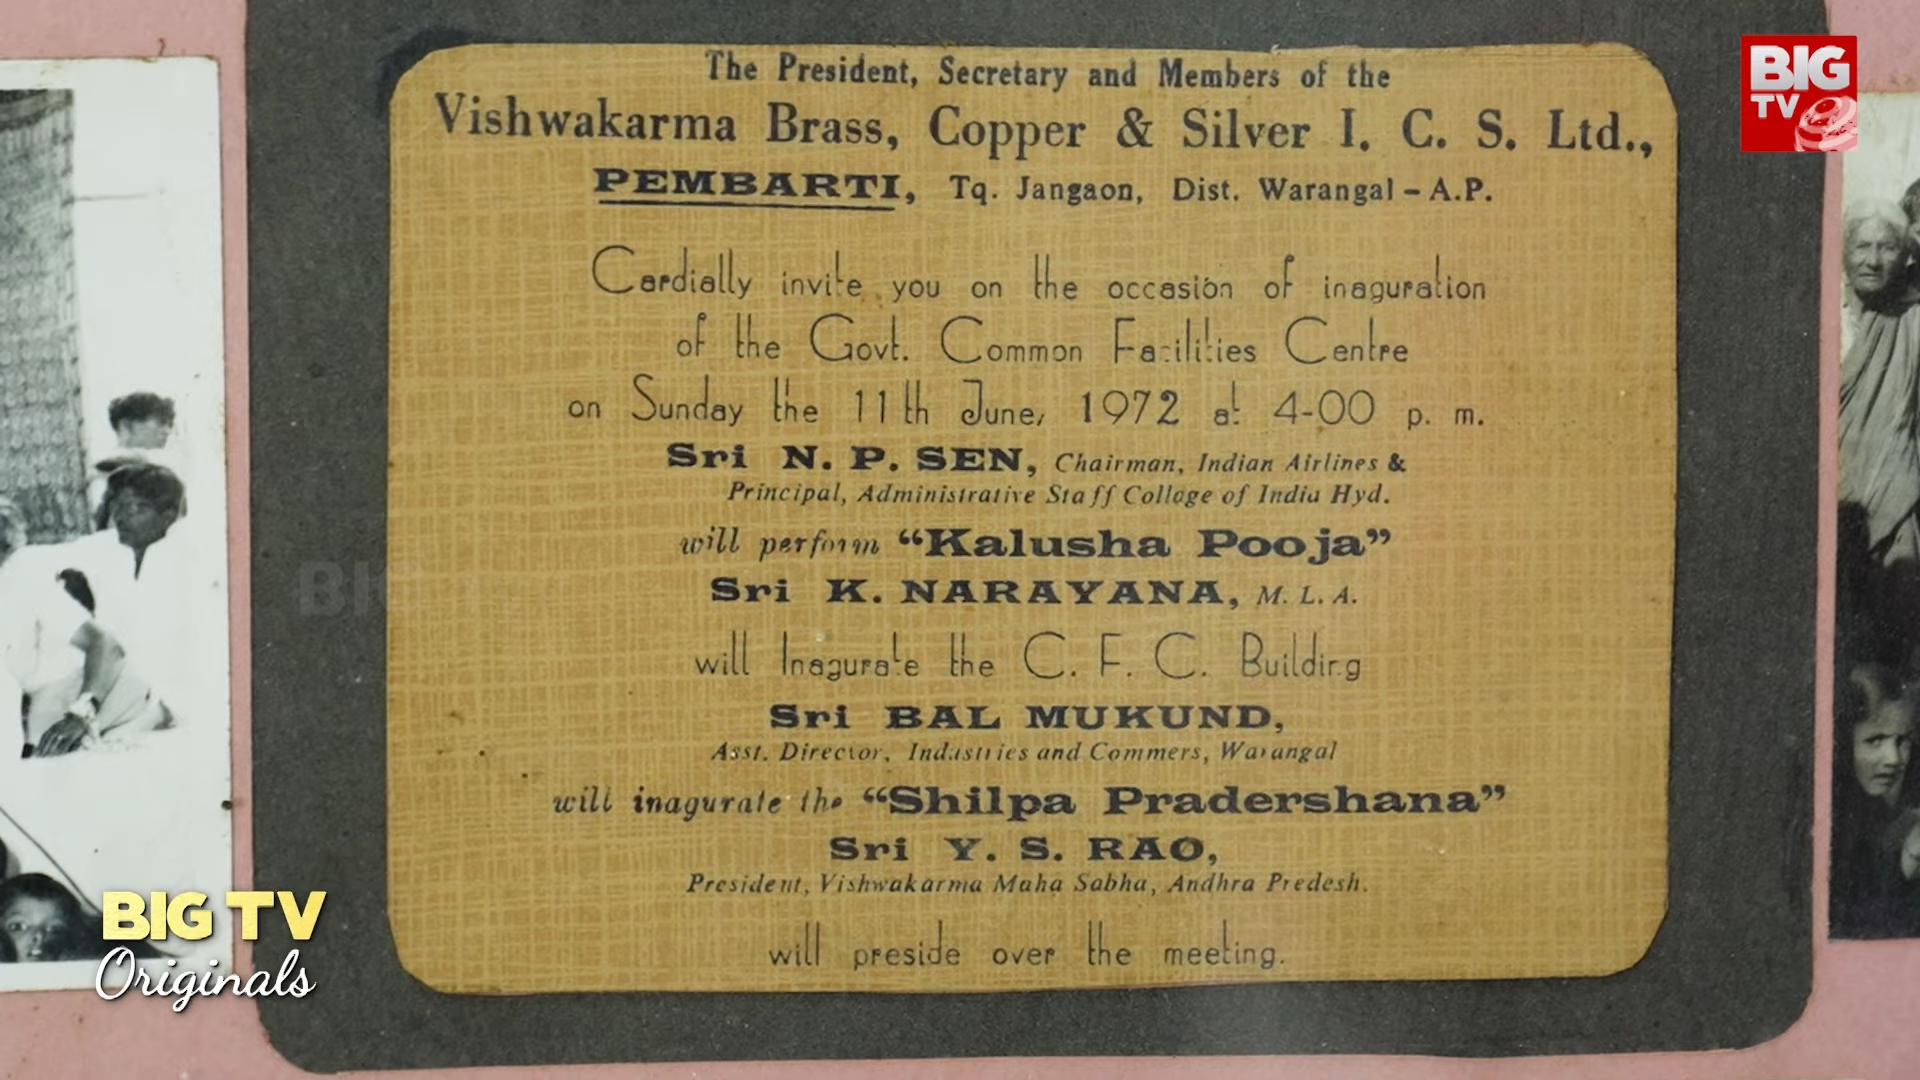 The President, Secretary and Members of the
Vishwakarma Brass, Copper & Silver I. C. S. Ltd.,
PEMBARTI, Tq. Jangaon, Dist. Warangal - A.P.
Cardially invite you on the occasion of inaguration
of the Govt. Common Facilities Centre
on Sunday the 11th June, 1972 at 4-00 p. m.
Sri N. P. SEN, Chairman, Indian Airlines &
Principal, Administrative Staff College of India Hyd.
will perform “Kalusha Pooja”
Sri K. NARAYANA, M. L. A.
will Inagurate the C. F. C. Building
Sri BAL MUKUND,
Asst. Director, Industries and Commers, Warangal
will inagurate the “Shilpa Pradershana”
Sri Y. S. RAO,
President, Vishwakarma Maha Sabha, Andhra Predesh.
will preside over the meeting.
BIG TV
BIG TV
Originals